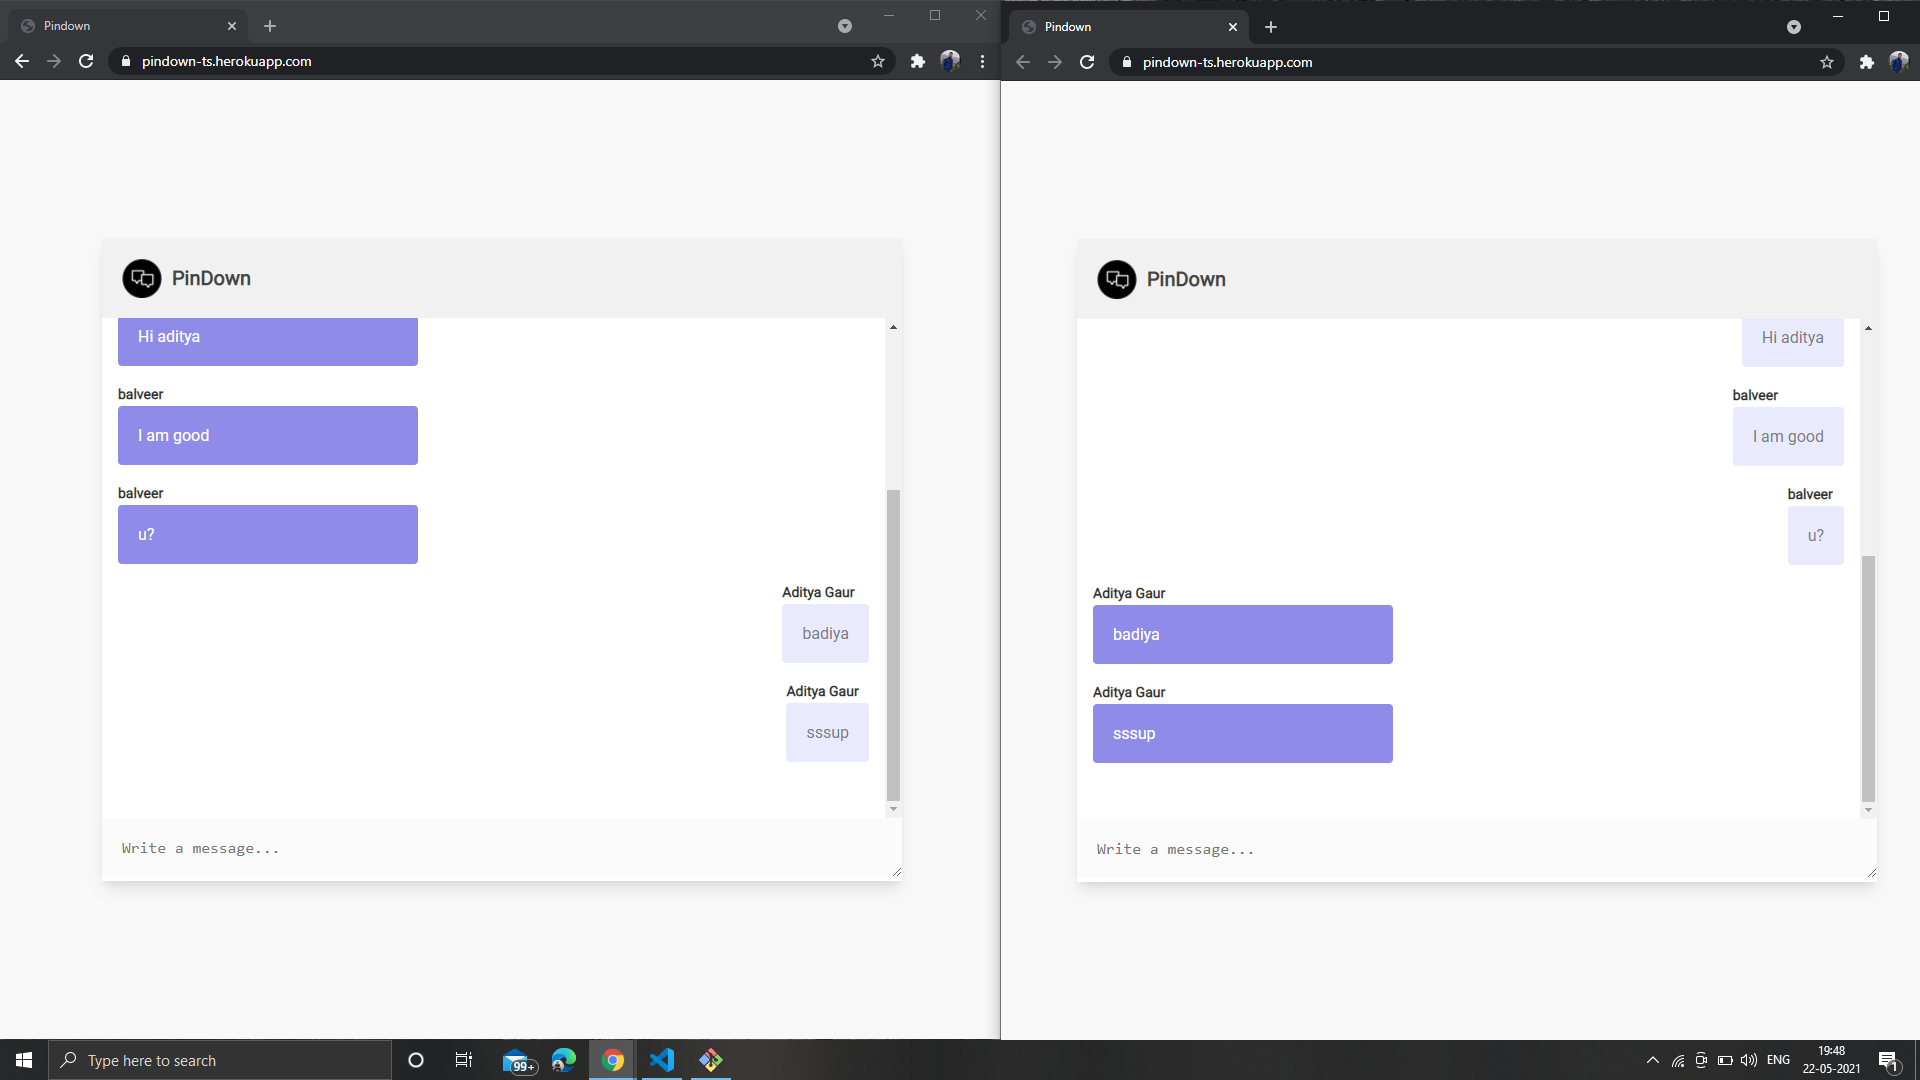 Pindown
pindown-ts.herokuapp.com
PinDown
Hi aditya
balveer
I am good
balveer
u?
Aditya Gaur
badiya
Aditya Gaur
sssup
Write a message...
Pindown
pindown-ts.herokuapp.com
PinDown
Hi aditya
balveer
I am good
balveer
u?
Aditya Gaur
badiya
Aditya Gaur
sssup
Write a message...
Type here to search
99+
ENG
19:48
22-05-2021
1